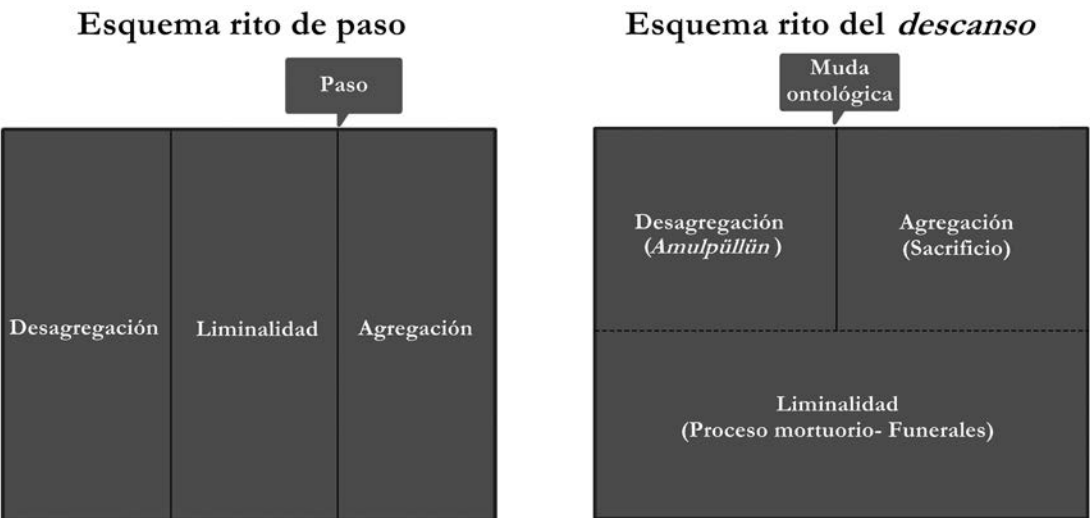 Esquema rito de paso
Paso
Desagregación
Liminalidad
Agregación
Esquema rito del descanso
Muda
ontológica
Desagregación
(Amulpüllün)
Agregación
(Sacrificio)
Liminalidad
(Proceso mortuorio- Funerales)